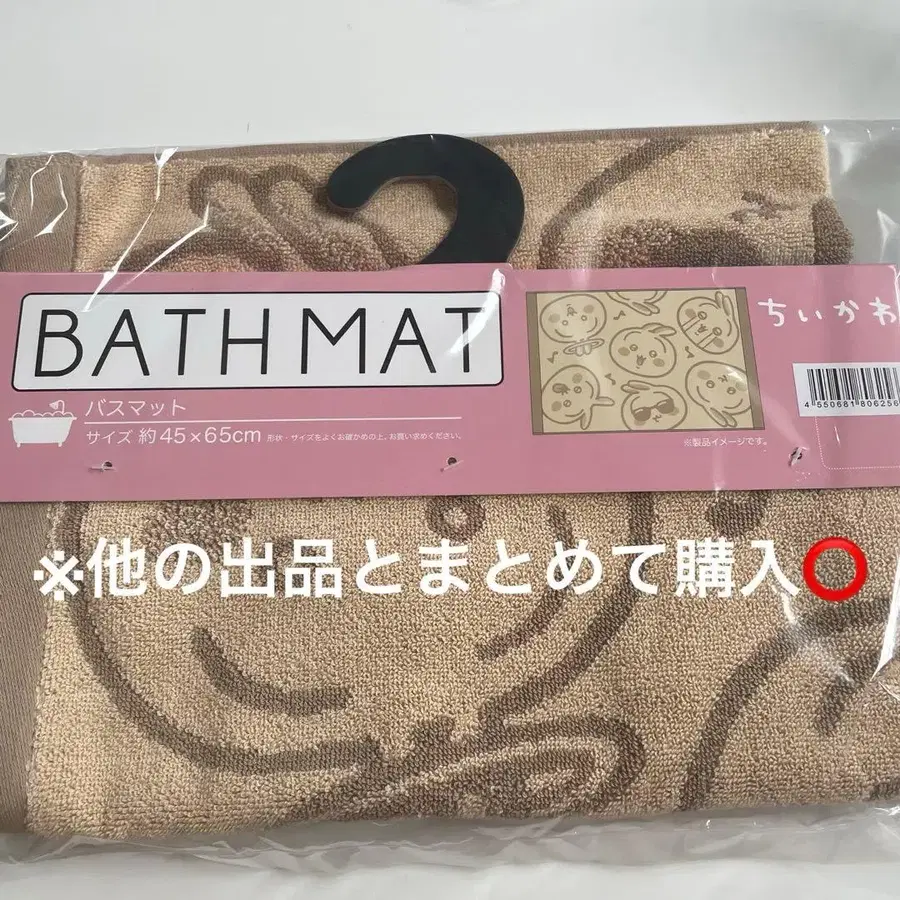 BATH MAT
ちいかわ
バスマット
サイズ 約45×65cm 形状・サイズをよくお確かめの上、お買い求めください。
※製品イメージです。
4 550681 806256
※他の出品とまとめて購入⭕